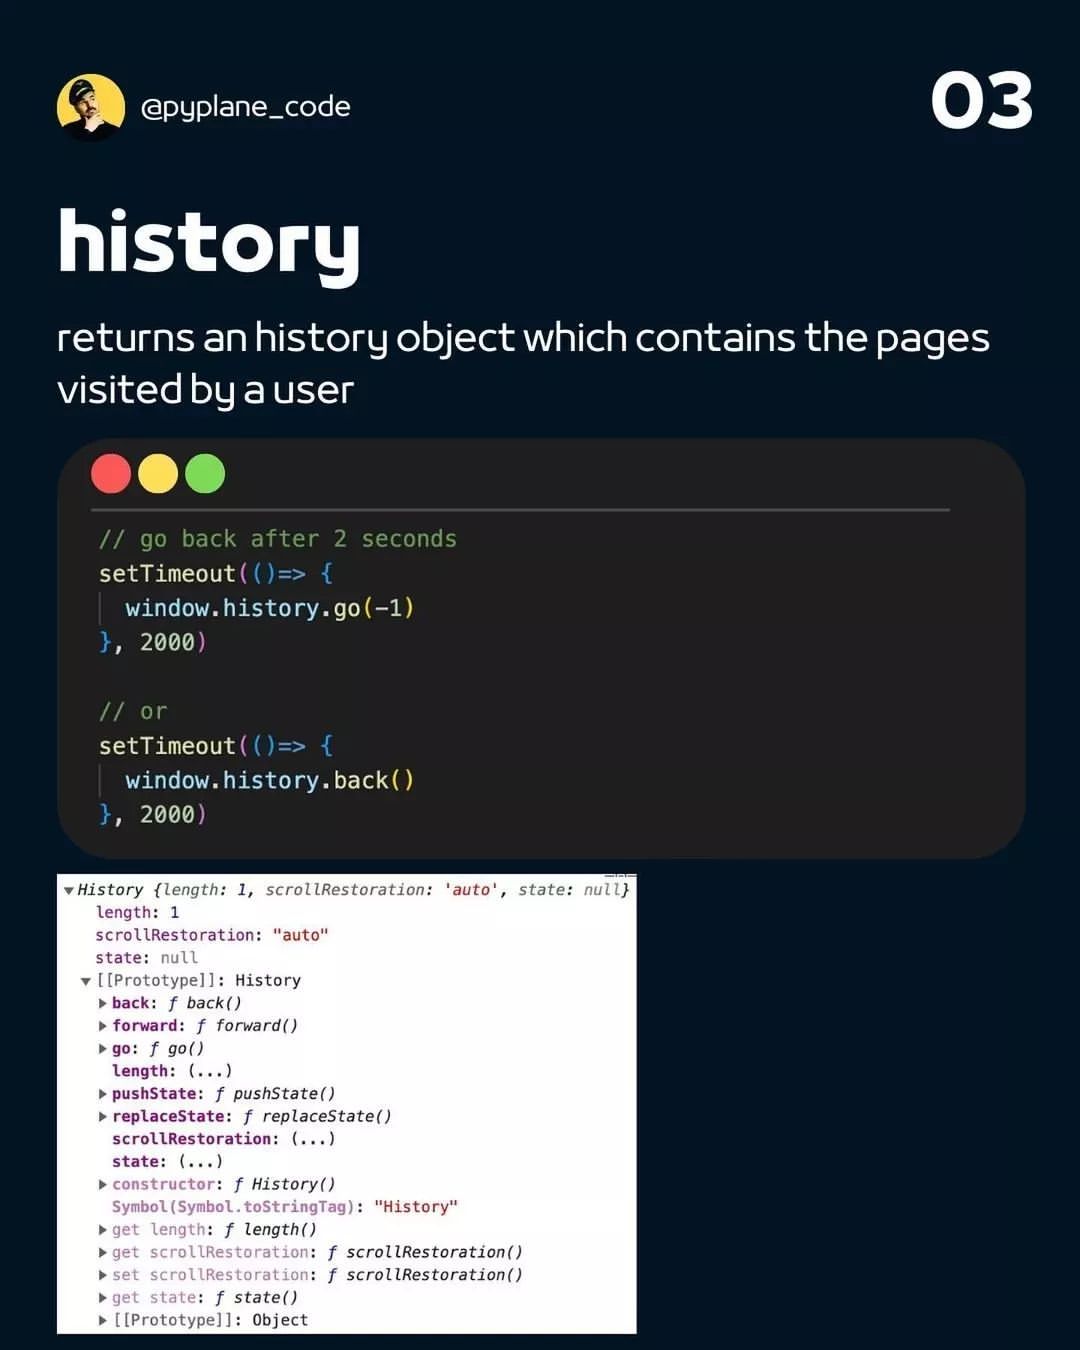 @pyplane_code
03
history
returns an history object which contains the pages
visited by a user
// go back after 2 seconds
setTimeout(()=> {
window.history.go(-1)
}, 2000)
// or
setTimeout(()=> {
window.history.back()
}, 2000)
▼History {length: 1, scrollRestoration: 'auto', state: null}
length: 1
scrollRestoration: "auto"
state: null
▼[[Prototype]]: History
▶back: ƒ back()
▶forward: ƒ forward()
▶go: ƒ go()
length: (...)
▶pushState: ƒ pushState()
▶replaceState: ƒ replaceState()
scrollRestoration: (...)
state: (...)
▶constructor: ƒ History()
Symbol(Symbol.toStringTag): "History"
▶get length: ƒ length()
▶get scrollRestoration: ƒ scrollRestoration()
▶set scrollRestoration: ƒ scrollRestoration()
▶get state: ƒ state()
▶[[Prototype]]: Object